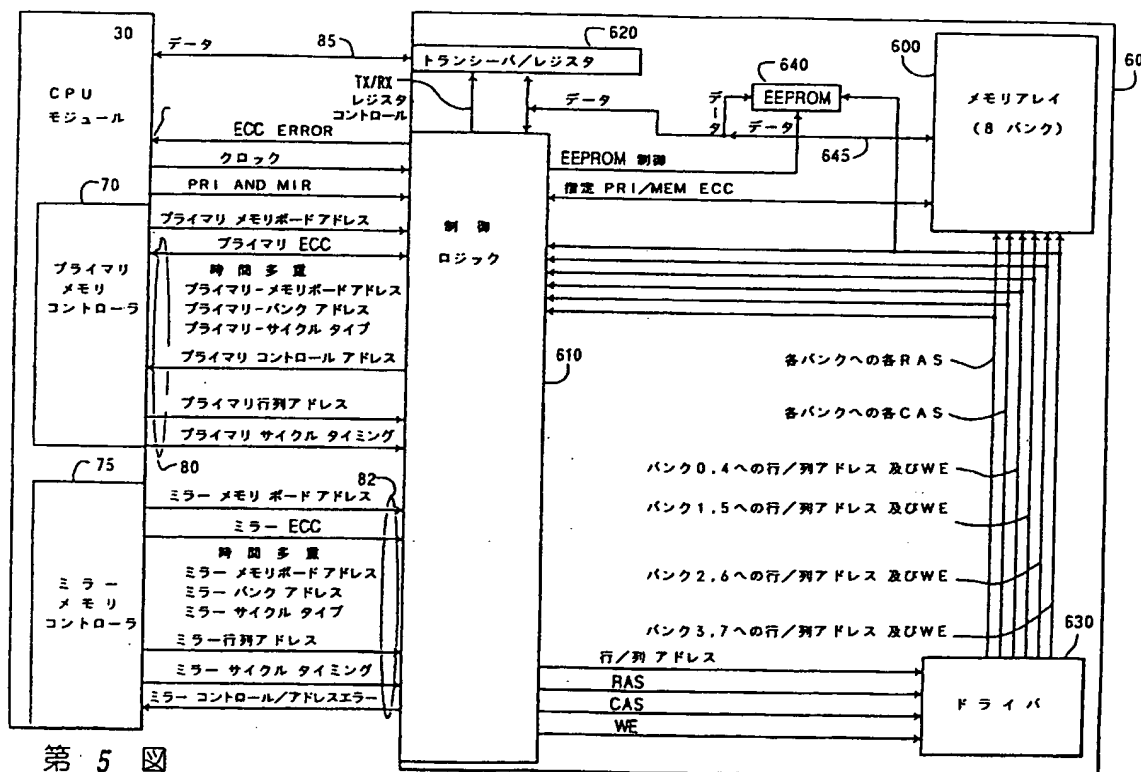 30
データ
85
620
トランシーバ/レジスタ
CPU
モジュール
TX/RX
レジスタ
コントロール
データ
640
EEPROM
データ
データ
645
600
メモリアレイ
(8 バンク)
60
ECC ERROR
クロック
PRI AND MIR
EEPROM 制御
指定 PRI/MEM ECC
70
プライマリ
メモリ
コントローラ
プライマリ メモリボード アドレス
プライマリ ECC
時間多重
プライマリ-メモリボード アドレス
プライマリ-バンク アドレス
プライマリ-サイクル タイプ
プライマリ コントロール アドレス
プライマリ行列アドレス
プライマリ サイクル タイミング
80
制御
ロジック
610
各バンクへの各RAS
各バンクへの各CAS
バンク0.4への行/列アドレス 及びWE
バンク1,5への行/列アドレス 及びWE
バンク2,6への行/列アドレス 及びWE
バンク3,7への行/列アドレス 及びWE
75
ミラー
メモリ
コントローラ
82
ミラー メモリ ボード アドレス
ミラー ECC
時間多重
ミラー メモリボード アドレス
ミラー バンク アドレス
ミラー サイクル タイプ
ミラー行列アドレス
ミラー サイクル タイミング
ミラー コントロール/アドレスエラー
行/列 アドレス
RAS
CAS
WE
630
ドライバ
第 5 図